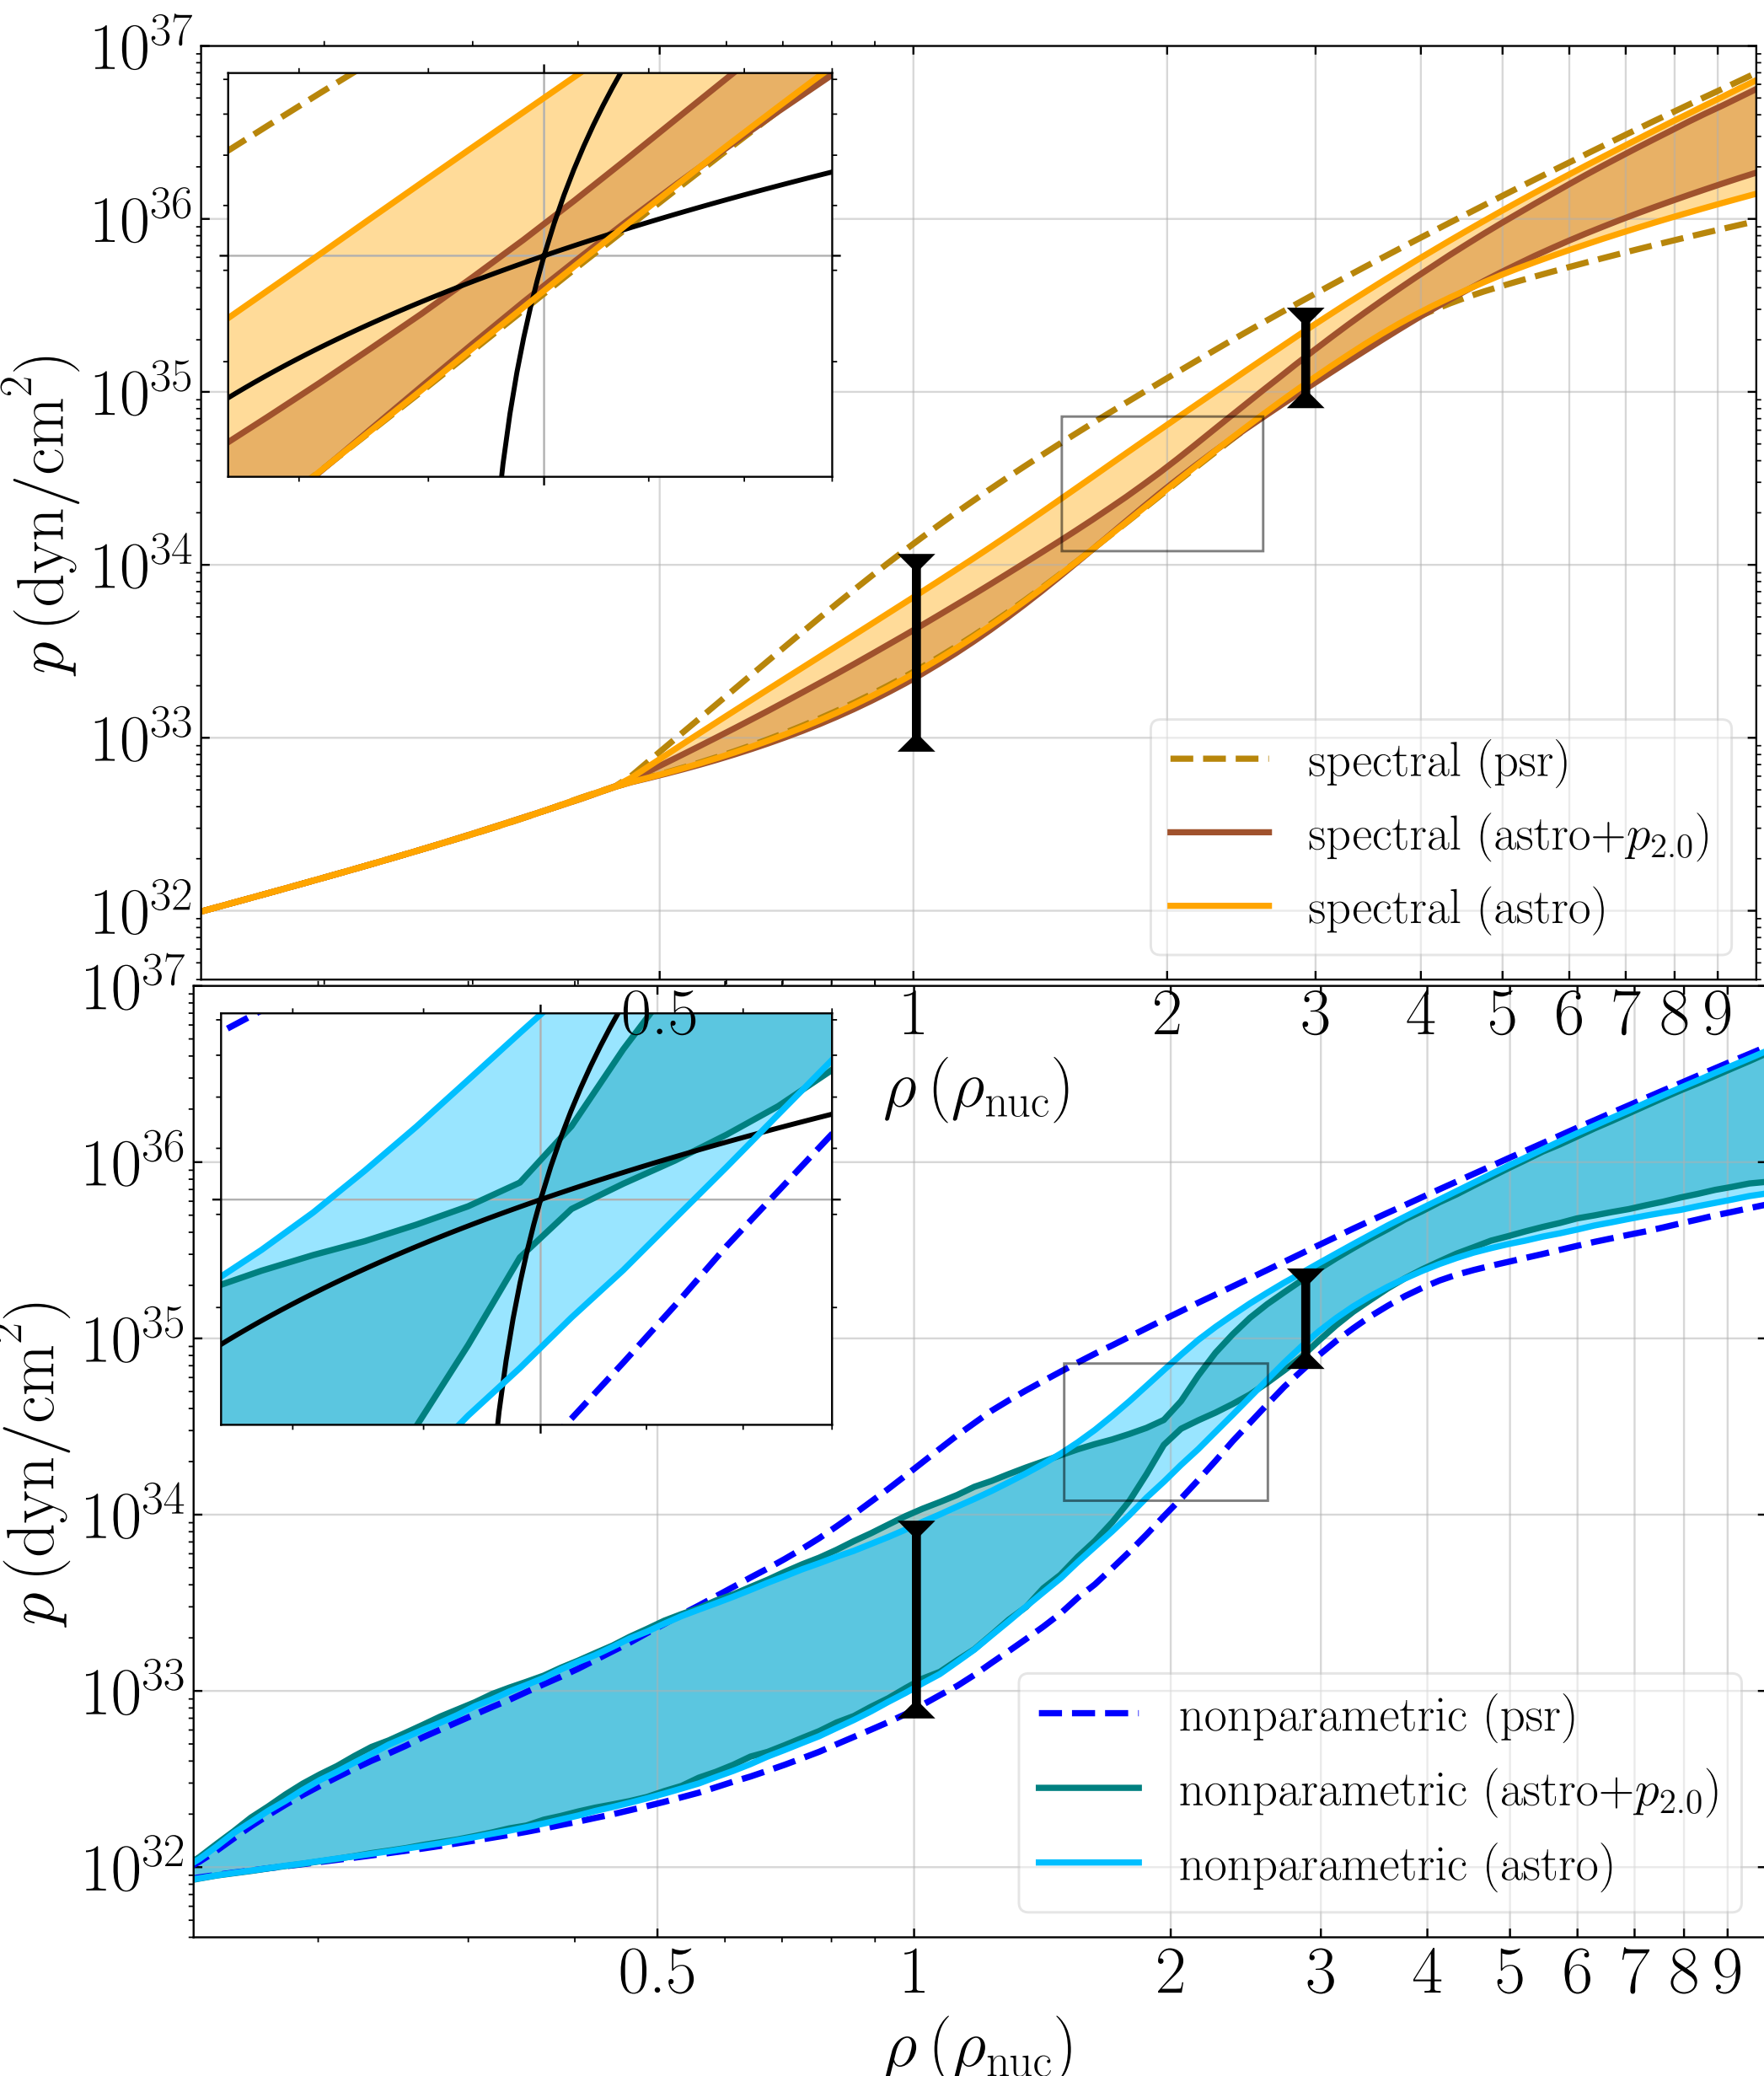 10^37
10^36
10^35
10^34
10^33
10^32
p (dyn/cm^2)
spectral (psr)
spectral (astro+p_2.0)
spectral (astro)
0.5 1 2 3 4 5 6 7 8 9
ρ (ρ_nuc)
10^37
10^36
10^35
10^34
10^33
10^32
p (dyn/cm^2)
nonparametric (psr)
nonparametric (astro+p_2.0)
nonparametric (astro)
0.5 1 2 3 4 5 6 7 8 9
ρ (ρ_nuc)